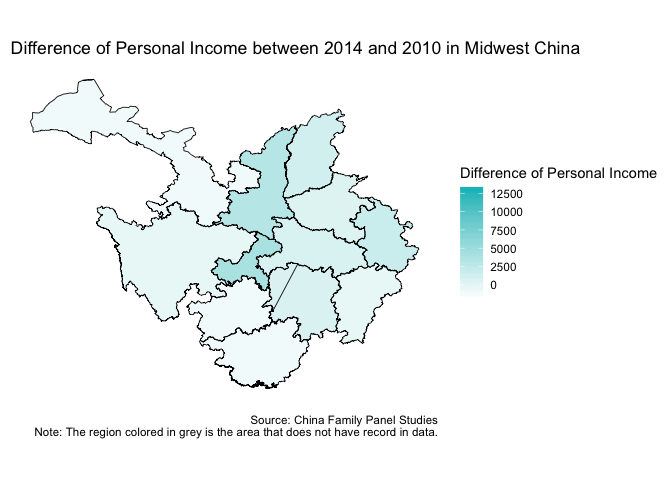 Difference of Personal Income between 2014 and 2010 in Midwest China
Difference of Personal Income
12500
10000
7500
5000
2500
0
Source: China Family Panel Studies
Note: The region colored in grey is the area that does not have record in data.